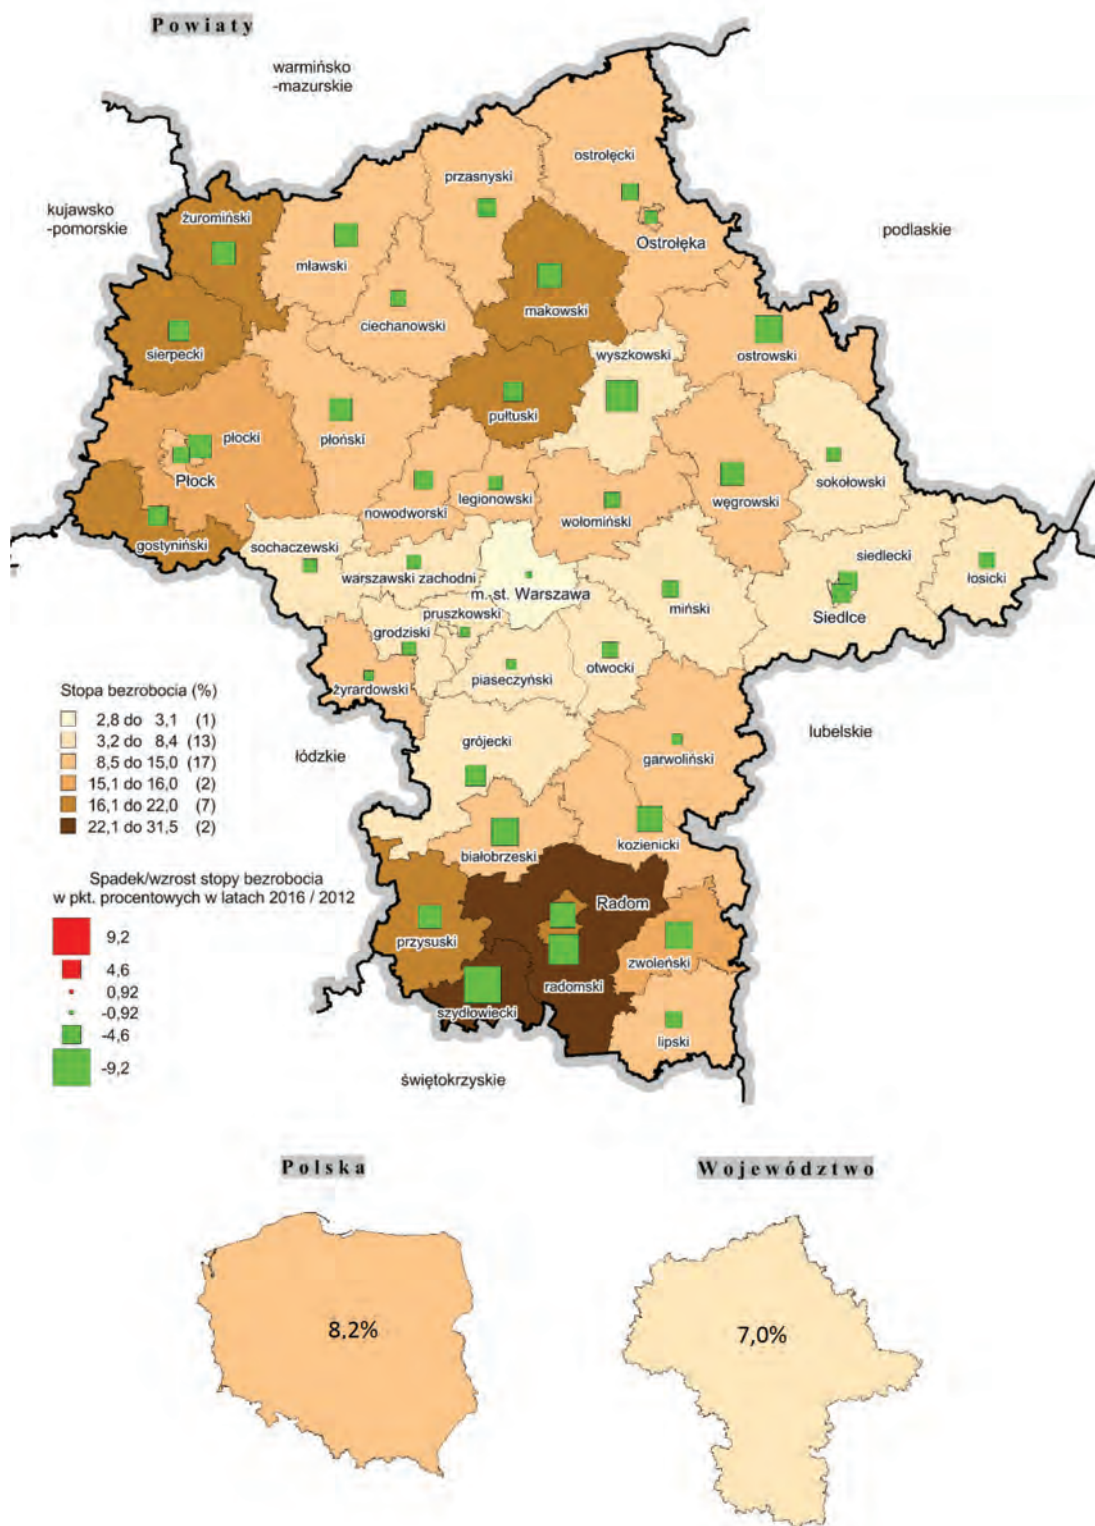 Powiaty
warmińsko
-mazurskie
kujawsko
-pomorskie
podlaskie
ostrołęcki
przasnyski
żuromiński
Ostrołęka
mławski
makowski
ciechanowski
sierpecki
wyszkowski
ostrowski
pułtuski
płocki
płoński
Płock
sokołowski
węgrowski
legionowski
nowodworski
wołomiński
gostyniński
sochaczewski
siedlecki
warszawski zachodni
łosicki
m. st. Warszawa
pruszkowski
miński
Siedlce
grodziski
otwocki
piaseczyński
żyrardowski
Stopa bezrobocia (%)
2,8 do 3,1 (1)
3,2 do 8,4 (13)
8,5 do 15,0 (17)
15,1 do 16,0 (2)
16,1 do 22,0 (7)
22,1 do 31,5 (2)
łódzkie
lubelskie
grójecki
garwoliński
kozienicki
białobrzeski
Spadek/wzrost stopy bezrobocia
w pkt. procentowych w latach 2016 / 2012
9,2
4,6
0,92
-0,92
-4,6
-9,2
Radom
przysuski
zwoleński
radomski
szydłowiecki
lipski
świętokrzyskie
Polska
Województwo
8,2%
7,0%